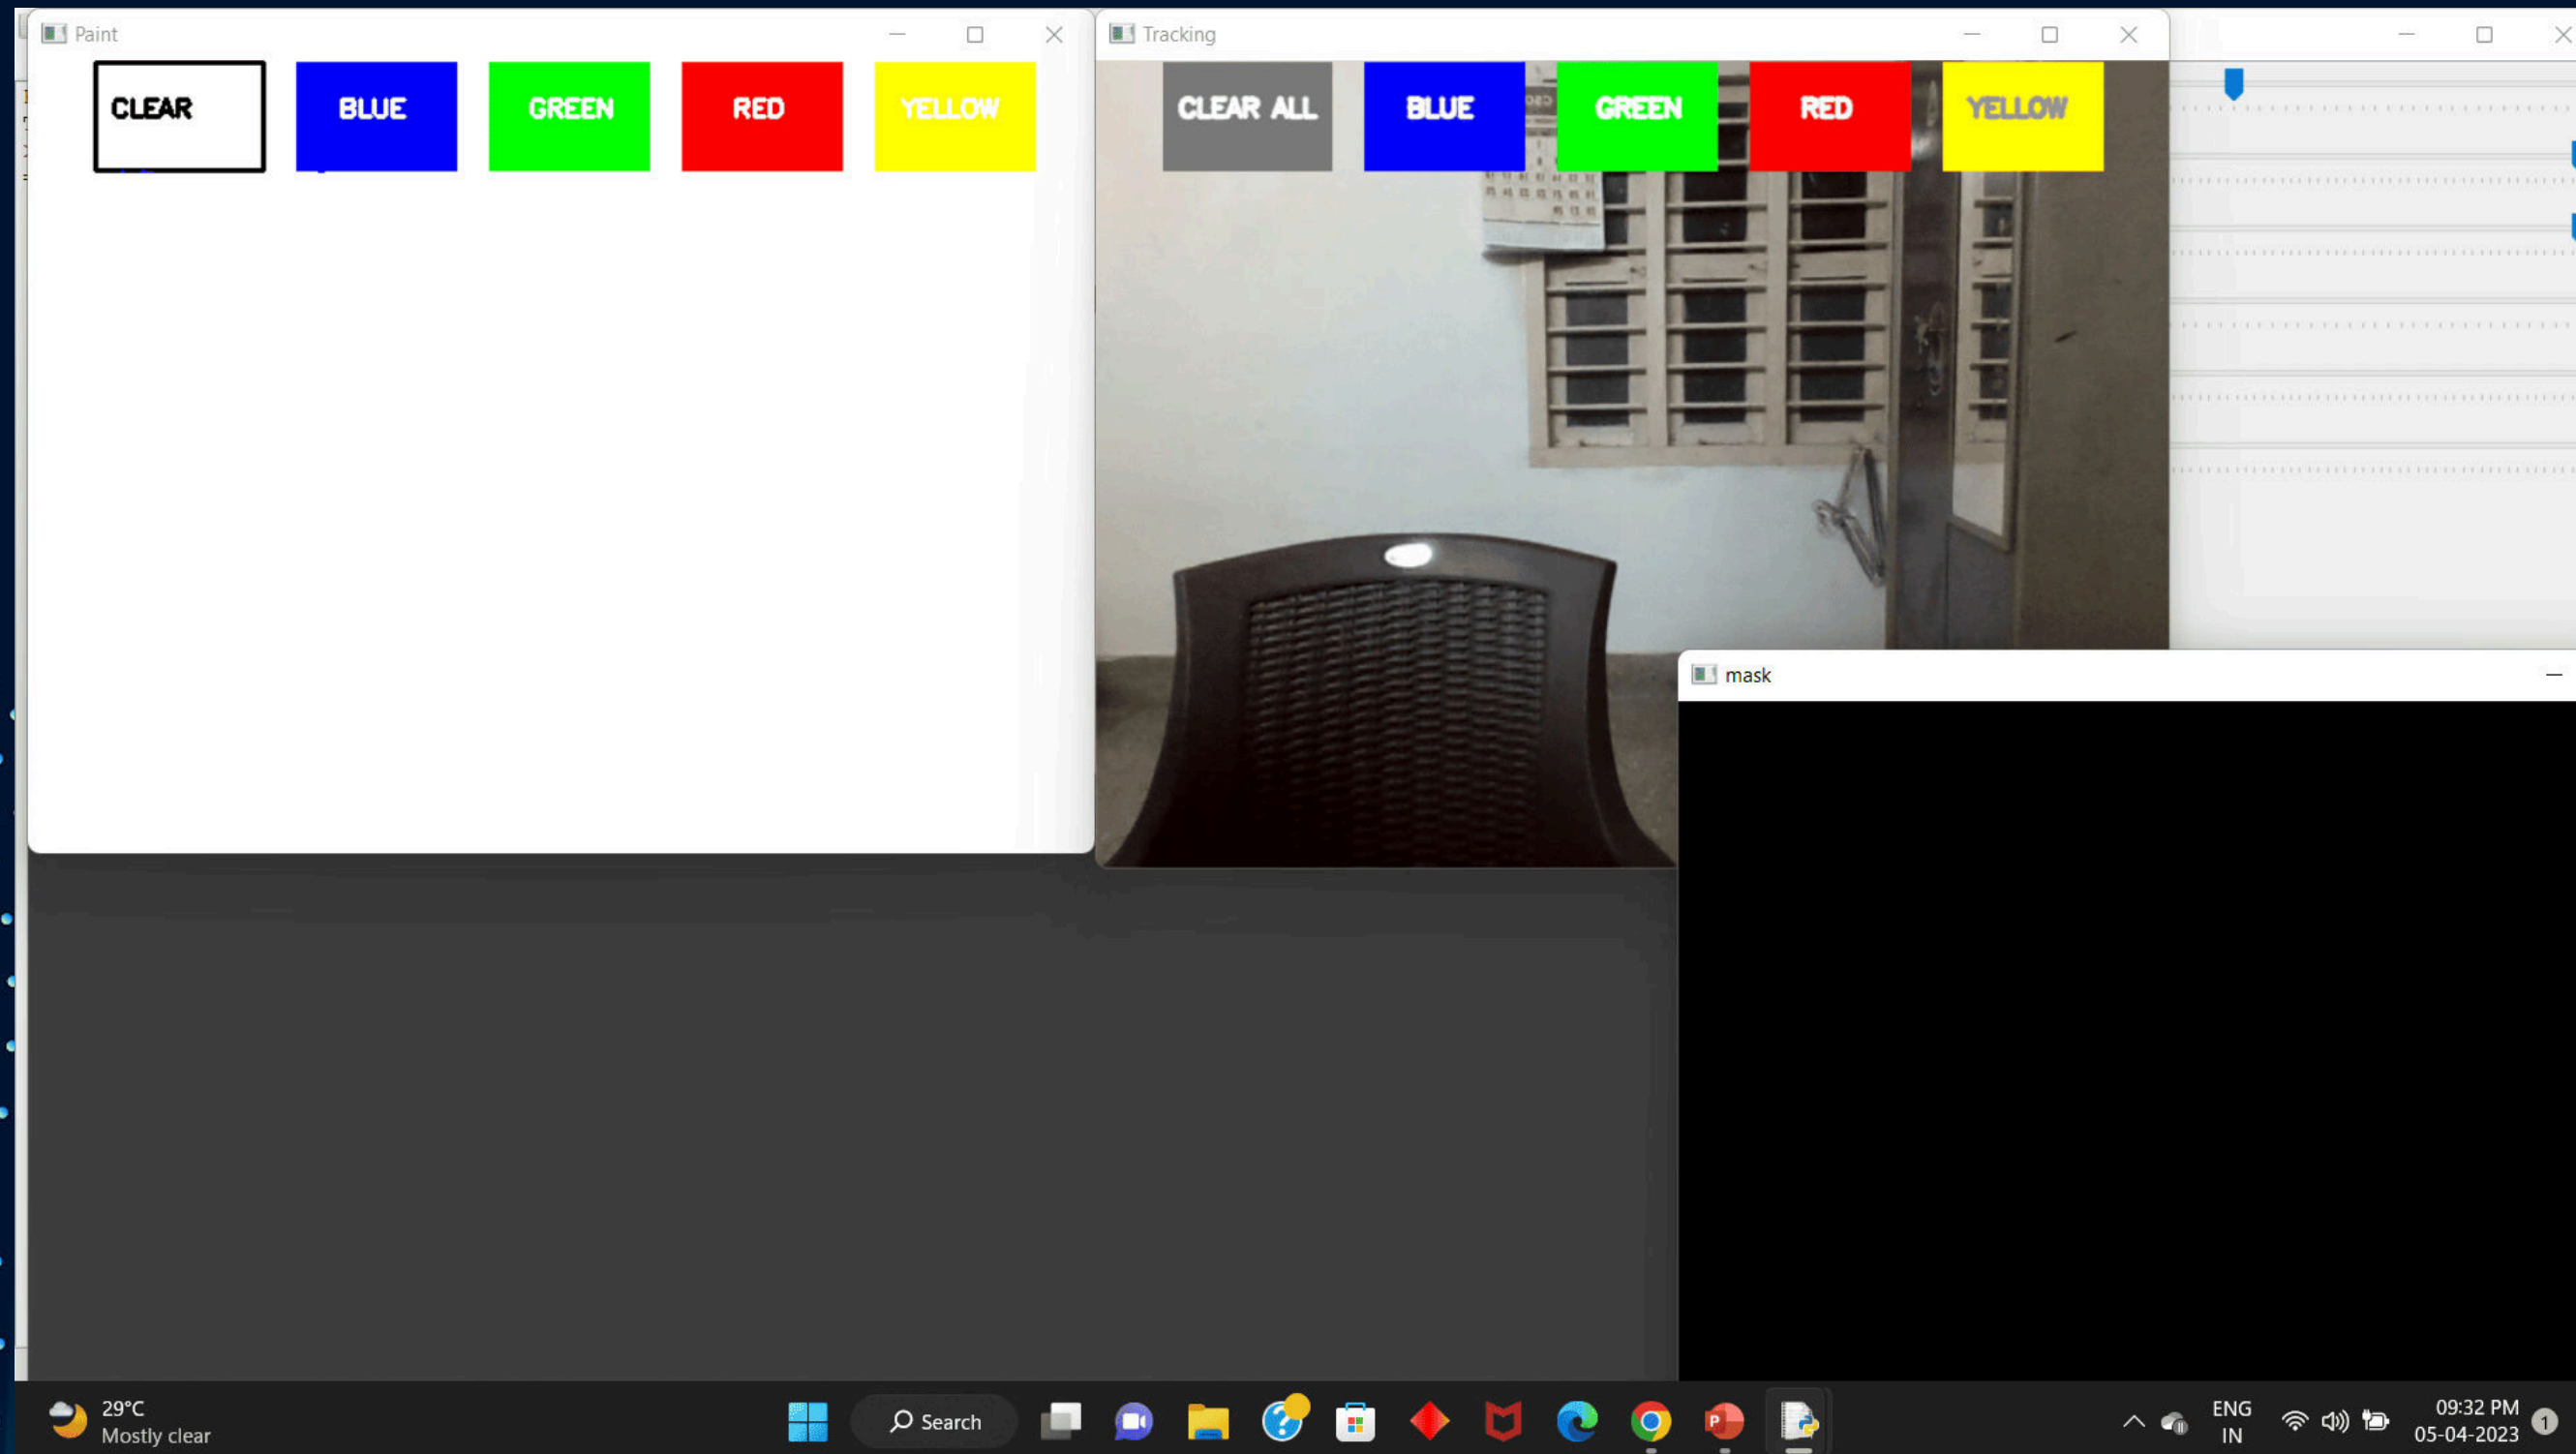 Paint
CLEAR
BLUE
GREEN
RED
YELLOW
Tracking
CLEAR ALL
BLUE
GREEN
RED
YELLOW
mask
29°C
Mostly clear
Search
ENG
IN
09:32 PM
05-04-2023
1